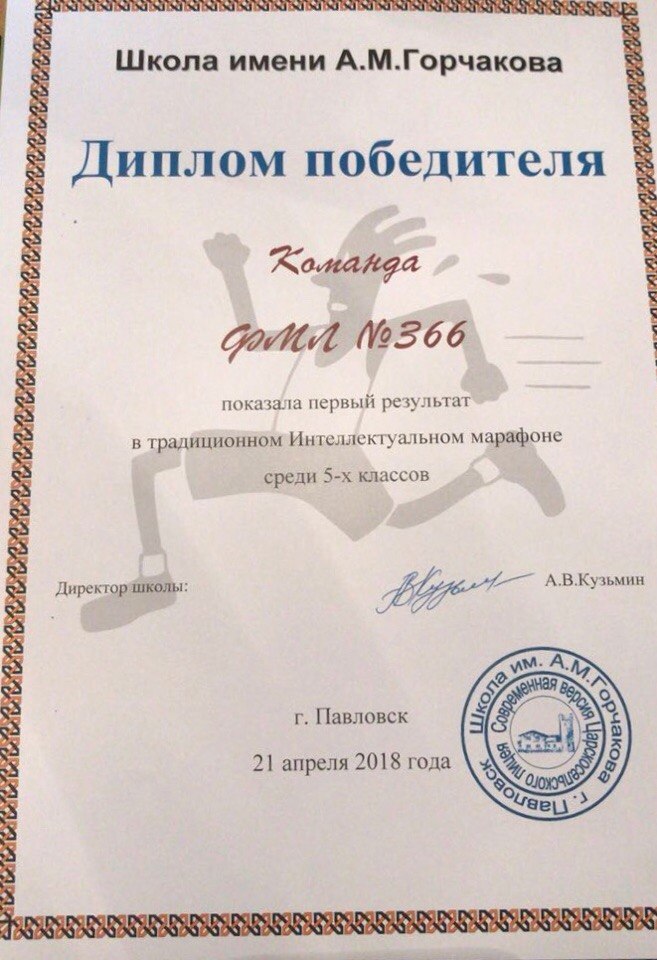 Школа имени А.М.Горчакова
Диплом победителя
Команда
ФМЛ №366
показала первый результат
в традиционном Интеллектуальном марафоне
среди 5-х классов
Директор школы:
А.В.Кузьмин
г. Павловск
21 апреля 2018 года
Школа им. А.М.Горчакова
г. Павловск
Современная версия Царскосельского лицея